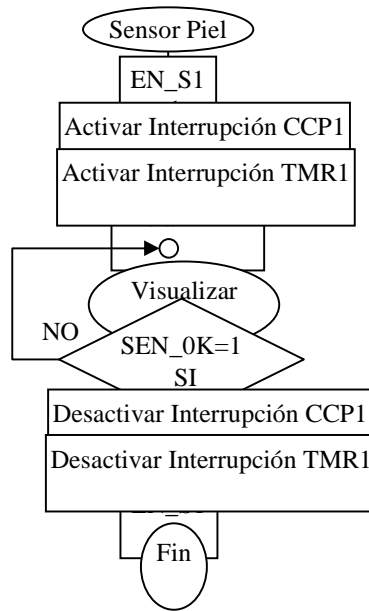 Sensor Piel
EN_S1
Activar Interrupción CCP1
Activar Interrupción TMR1
Visualizar
NO
SEN_0K=1
SI
Desactivar Interrupción CCP1
Desactivar Interrupción TMR1
Fin